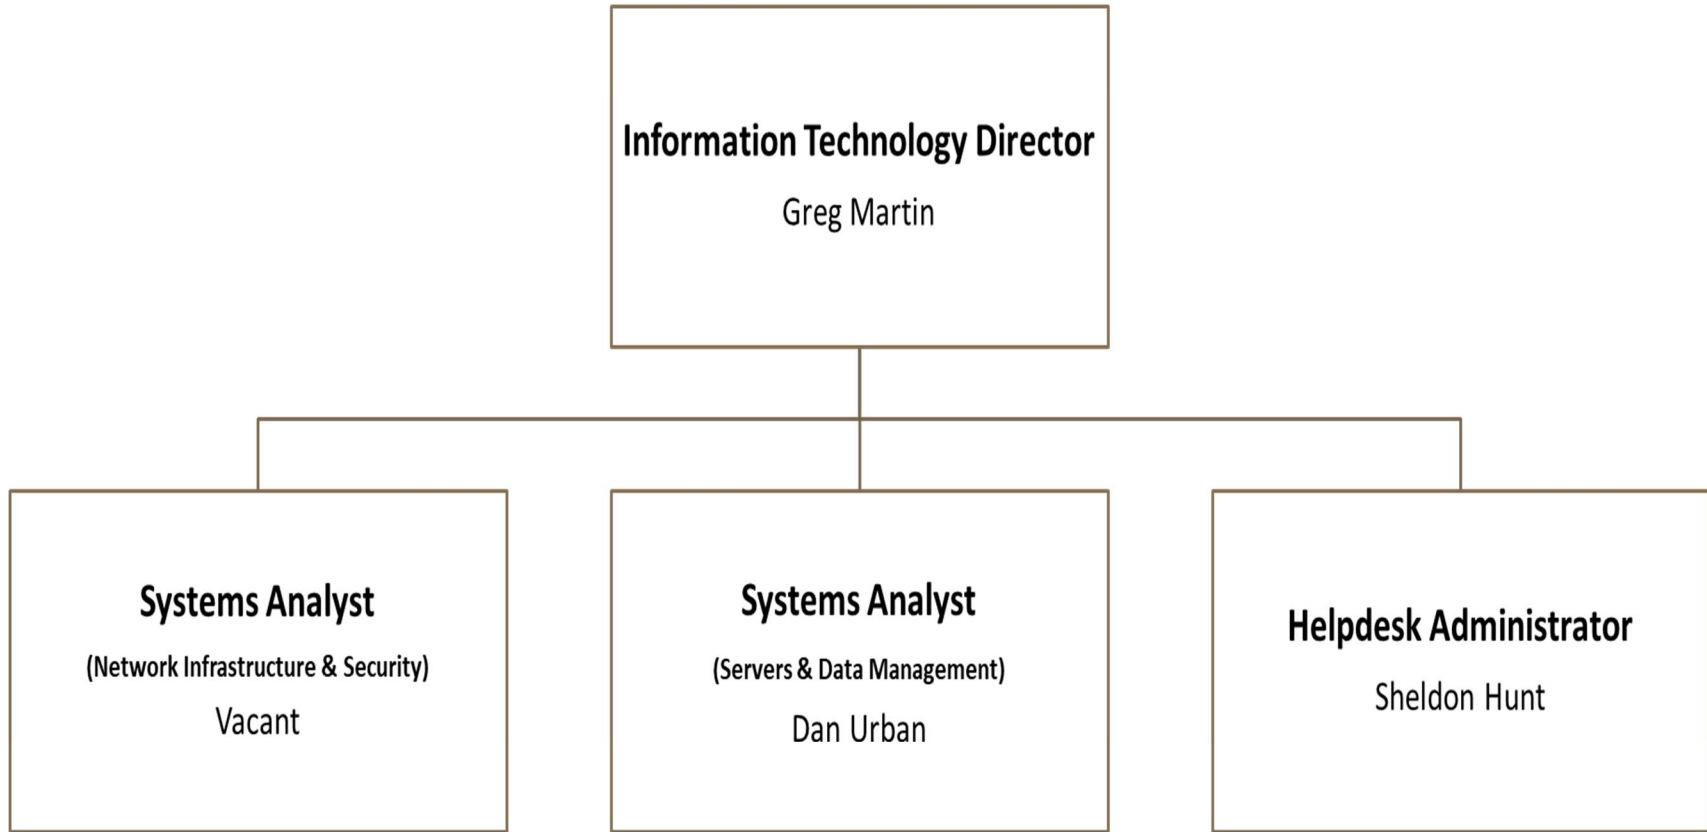 Information Technology Director
Greg Martin
Systems Analyst
(Network Infrastructure & Security)
Vacant
Systems Analyst
(Servers & Data Management)
Dan Urban
Helpdesk Administrator
Sheldon Hunt